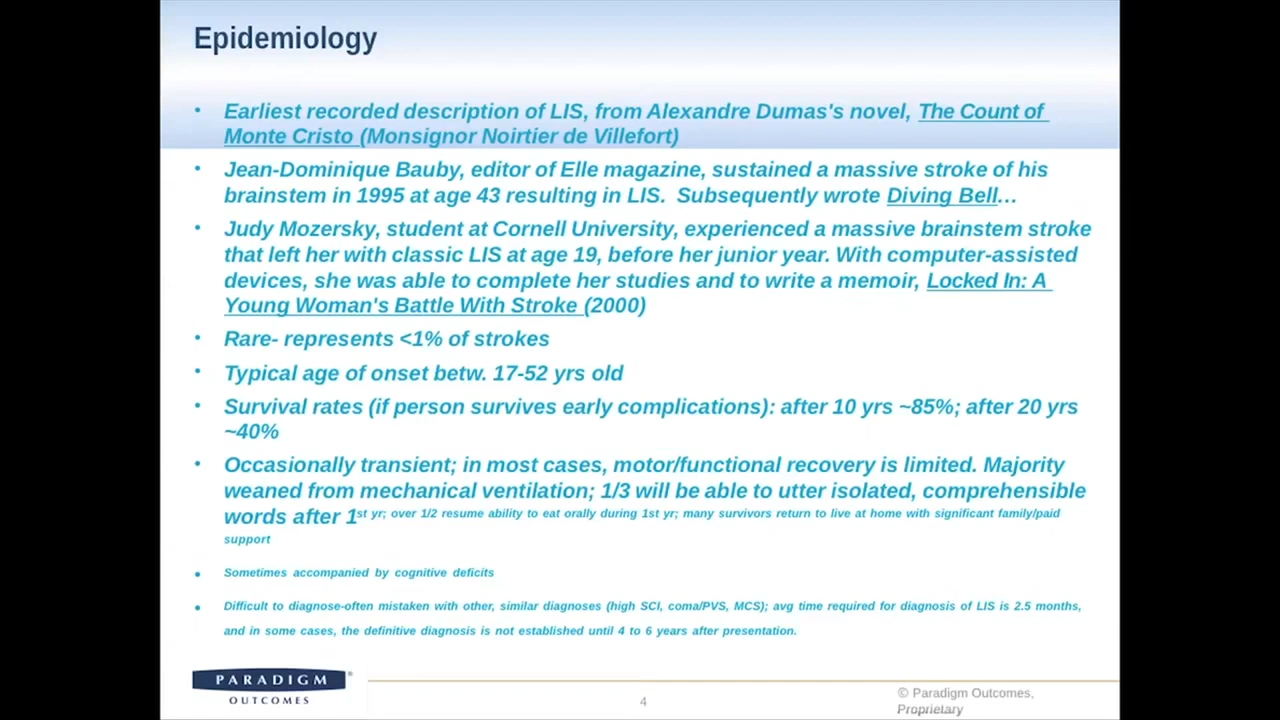 Epidemiology
• Earliest recorded description of LIS, from Alexandre Dumas's novel, The Count of
Monte Cristo (Monsignor Noirtier de Villefort)
• Jean-Dominique Bauby, editor of Elle magazine, sustained a massive stroke of his
brainstem in 1995 at age 43 resulting in LIS. Subsequently wrote Diving Bell…
• Judy Mozersky, student at Cornell University, experienced a massive brainstem stroke
that left her with classic LIS at age 19, before her junior year. With computer-assisted
devices, she was able to complete her studies and to write a memoir, Locked In: A
Young Woman's Battle With Stroke (2000)
• Rare- represents <1% of strokes
• Typical age of onset betw. 17-52 yrs old
• Survival rates (if person survives early complications): after 10 yrs ~85%; after 20 yrs
~40%
• Occasionally transient; in most cases, motor/functional recovery is limited. Majority
weaned from mechanical ventilation; 1/3 will be able to utter isolated, comprehensible
words after 1st yr; over 1/2 resume ability to eat orally during 1st yr; many survivors return to live at home with significant family/paid
support
• Sometimes accompanied by cognitive deficits
• Difficult to diagnose-often mistaken with other, similar diagnoses (high SCI, coma/PVS, MCS); avg time required for diagnosis of LIS is 2.5 months,
and in some cases, the definitive diagnosis is not established until 4 to 6 years after presentation.
PARADIGM®
OUTCOMES
4
© Paradigm Outcomes,
Proprietary